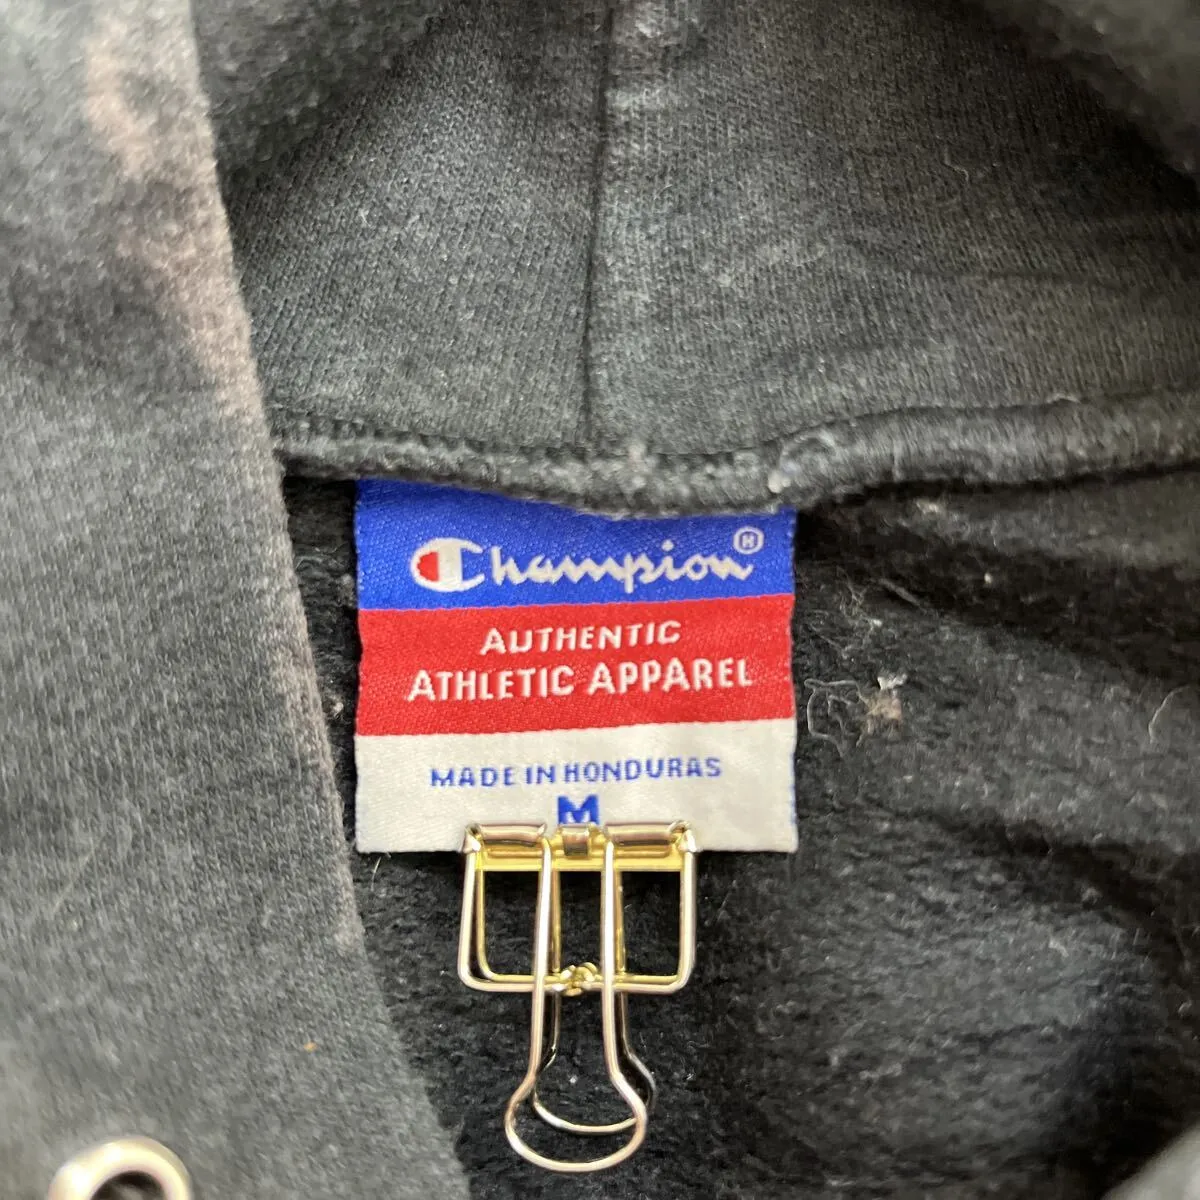 Champion®
AUTHENTIC
ATHLETIC APPAREL
MADE IN HONDURAS
M